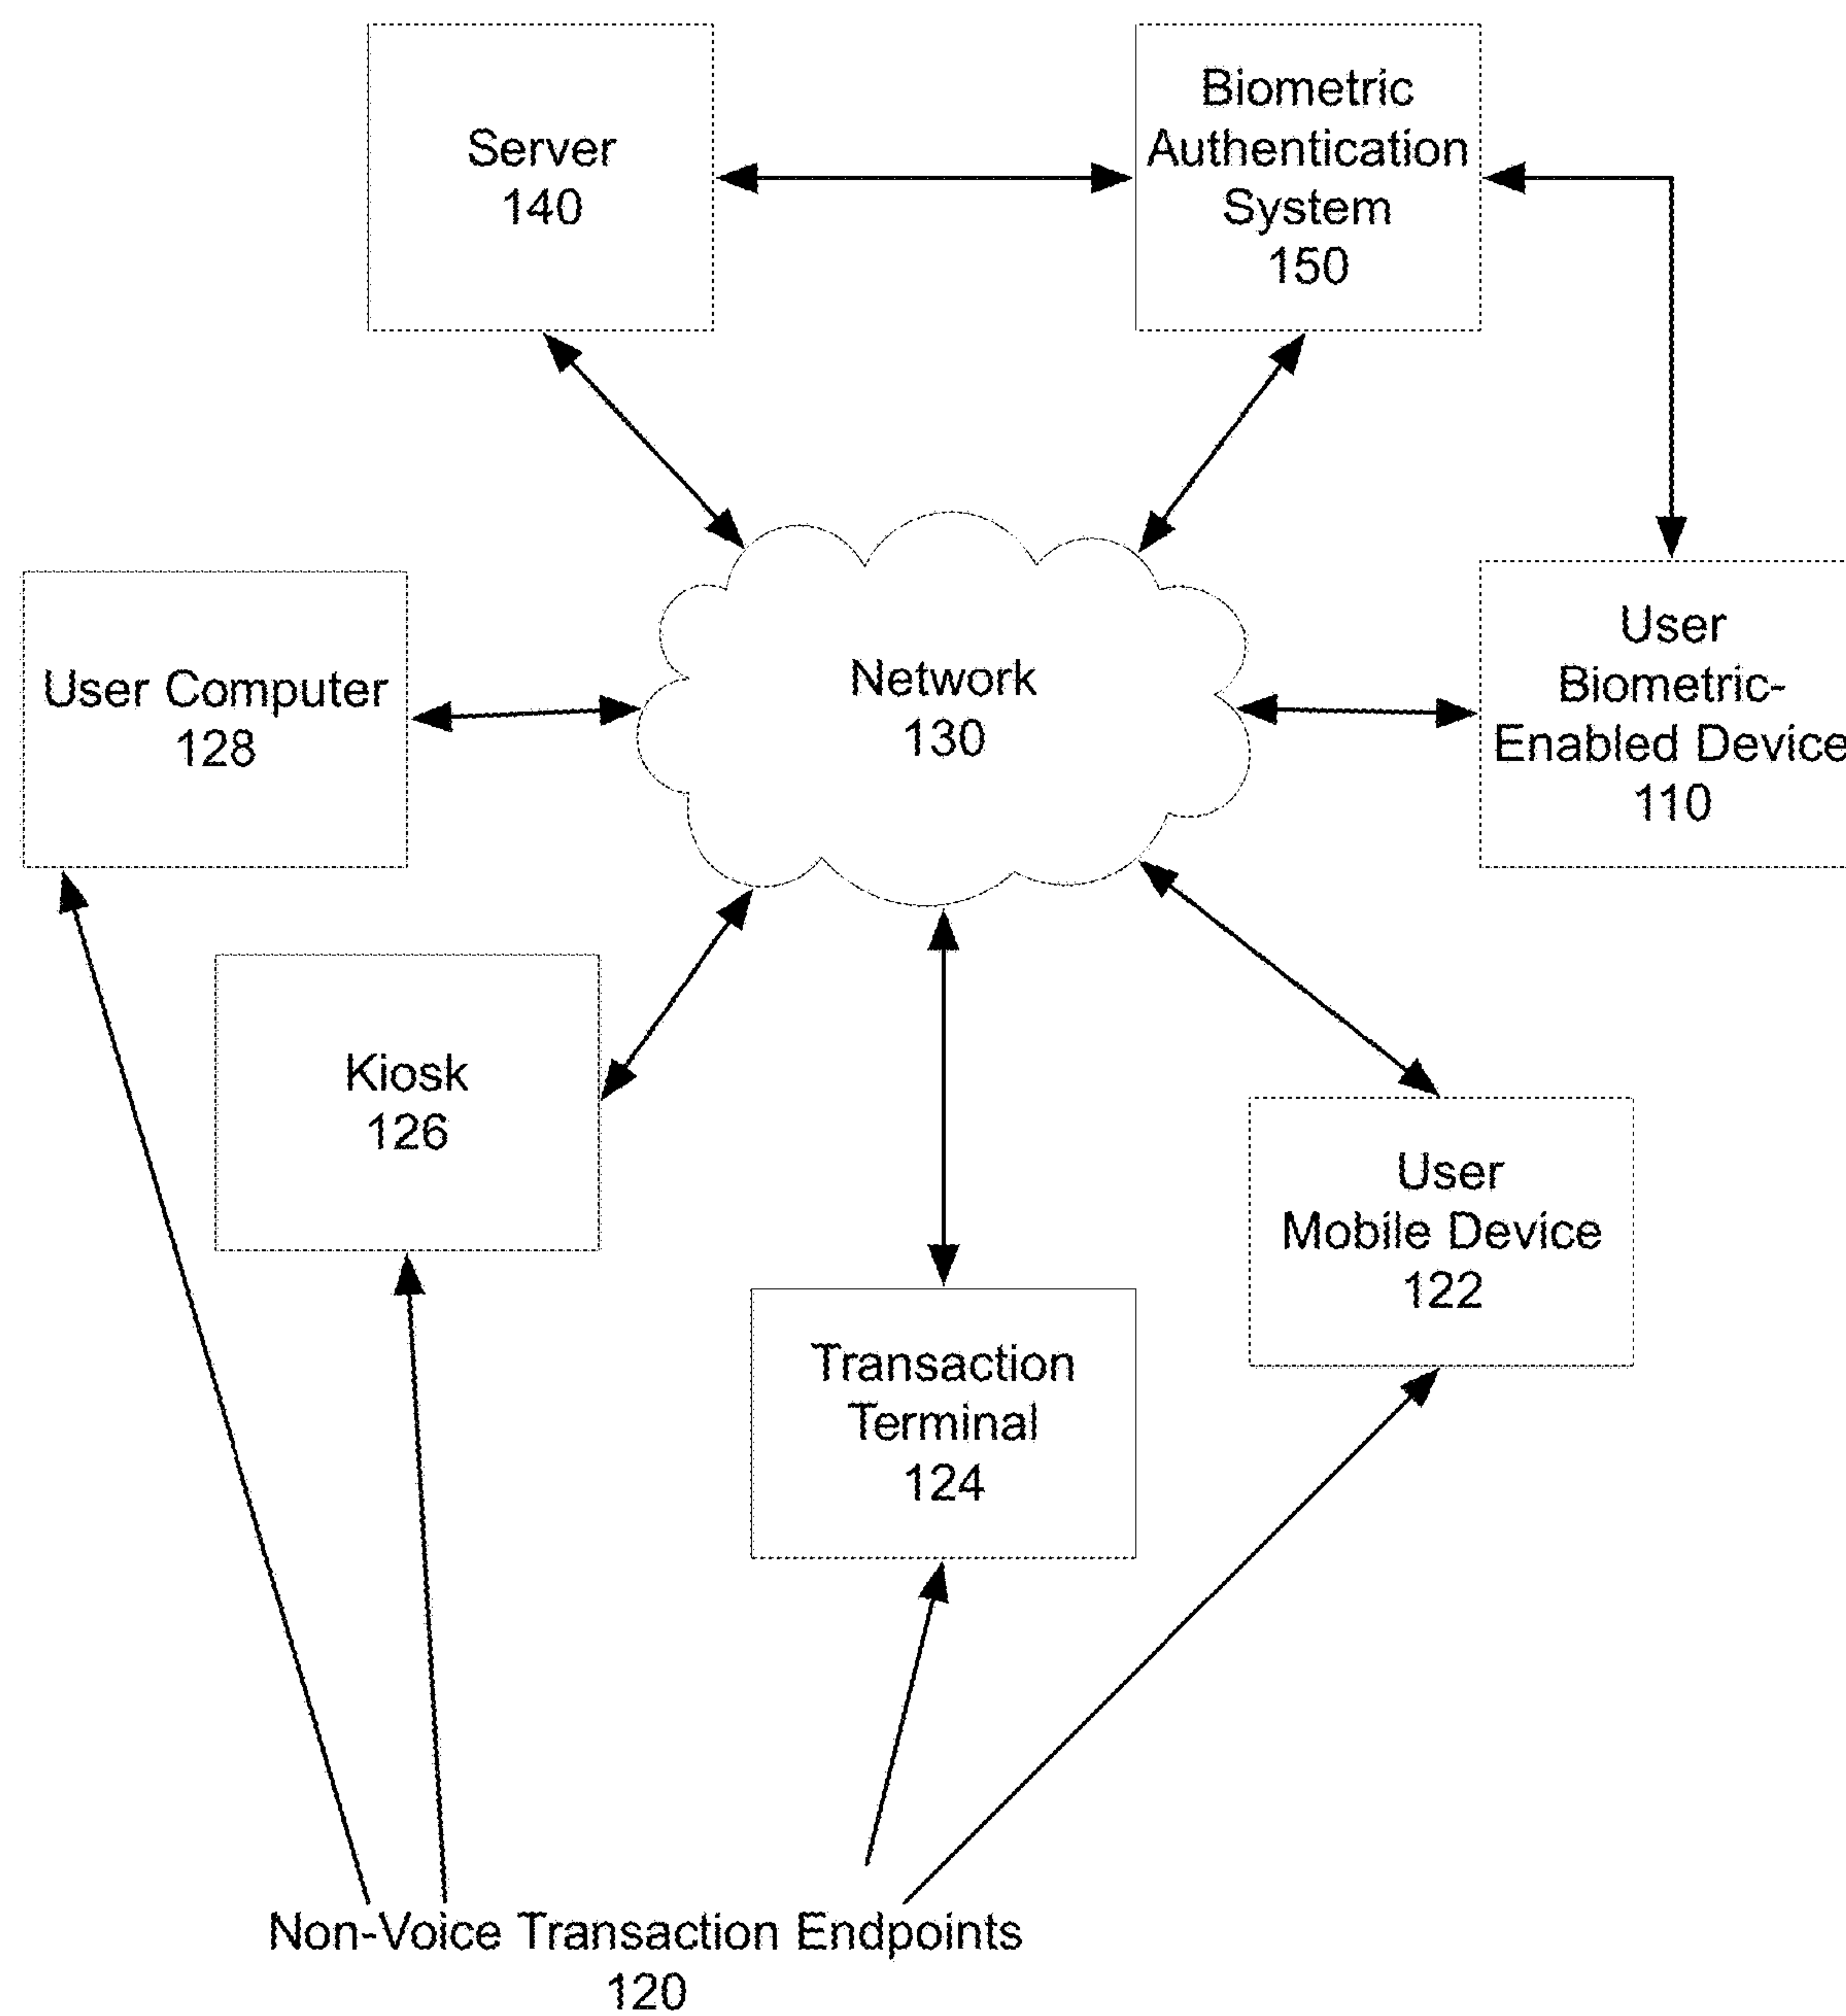 Server
140
Biometric
Authentication
System
150
User Computer
128
Network
130
User
Biometric-
Enabled Device
110
Kiosk
126
User
Mobile Device
122
Transaction
Terminal
124
Non-Voice Transaction Endpoints
120